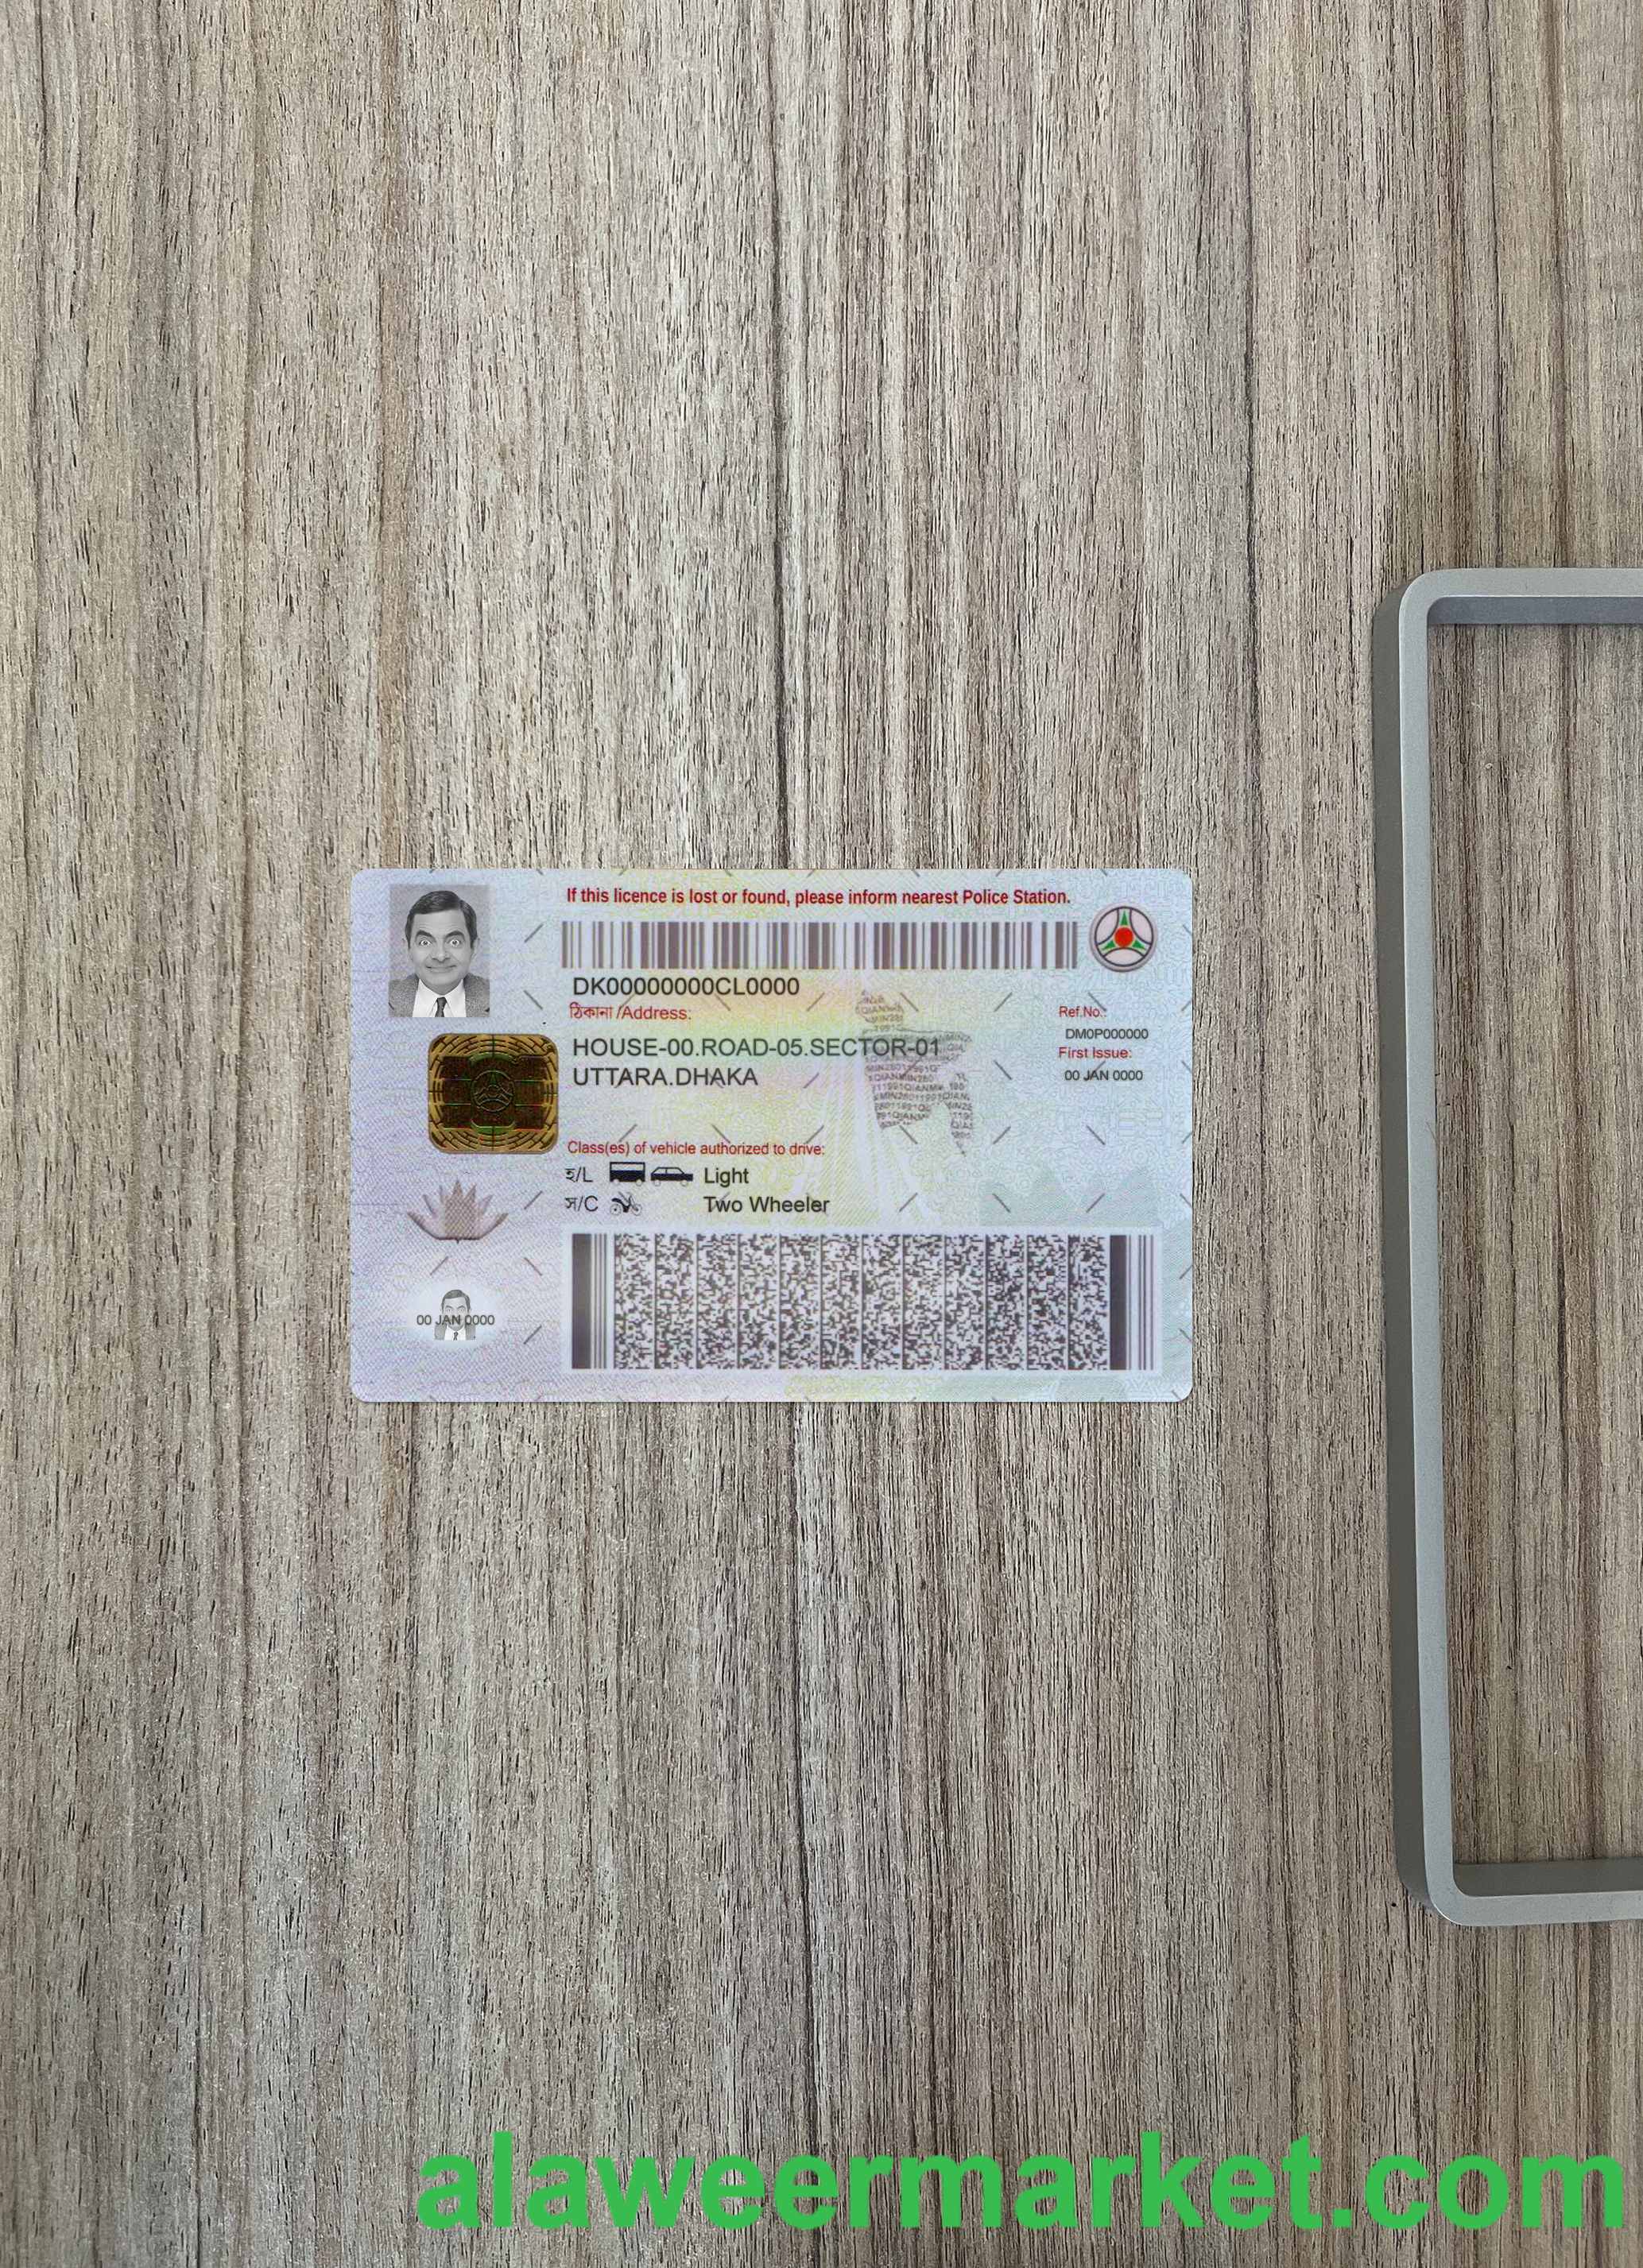 If this licence is lost or found, please inform nearest Police Station.
DK00000000CL0000
ঠিকানা /Address:
HOUSE-00.ROAD-05.SECTOR-01
UTTARA.DHAKA
Ref.No.:
DM0P000000
First Issue:
00 JAN 0000
Class(es) of vehicle authorized to drive:
হ/L Light
স/C Two Wheeler
00 JAN 0000
alaweermarket.com